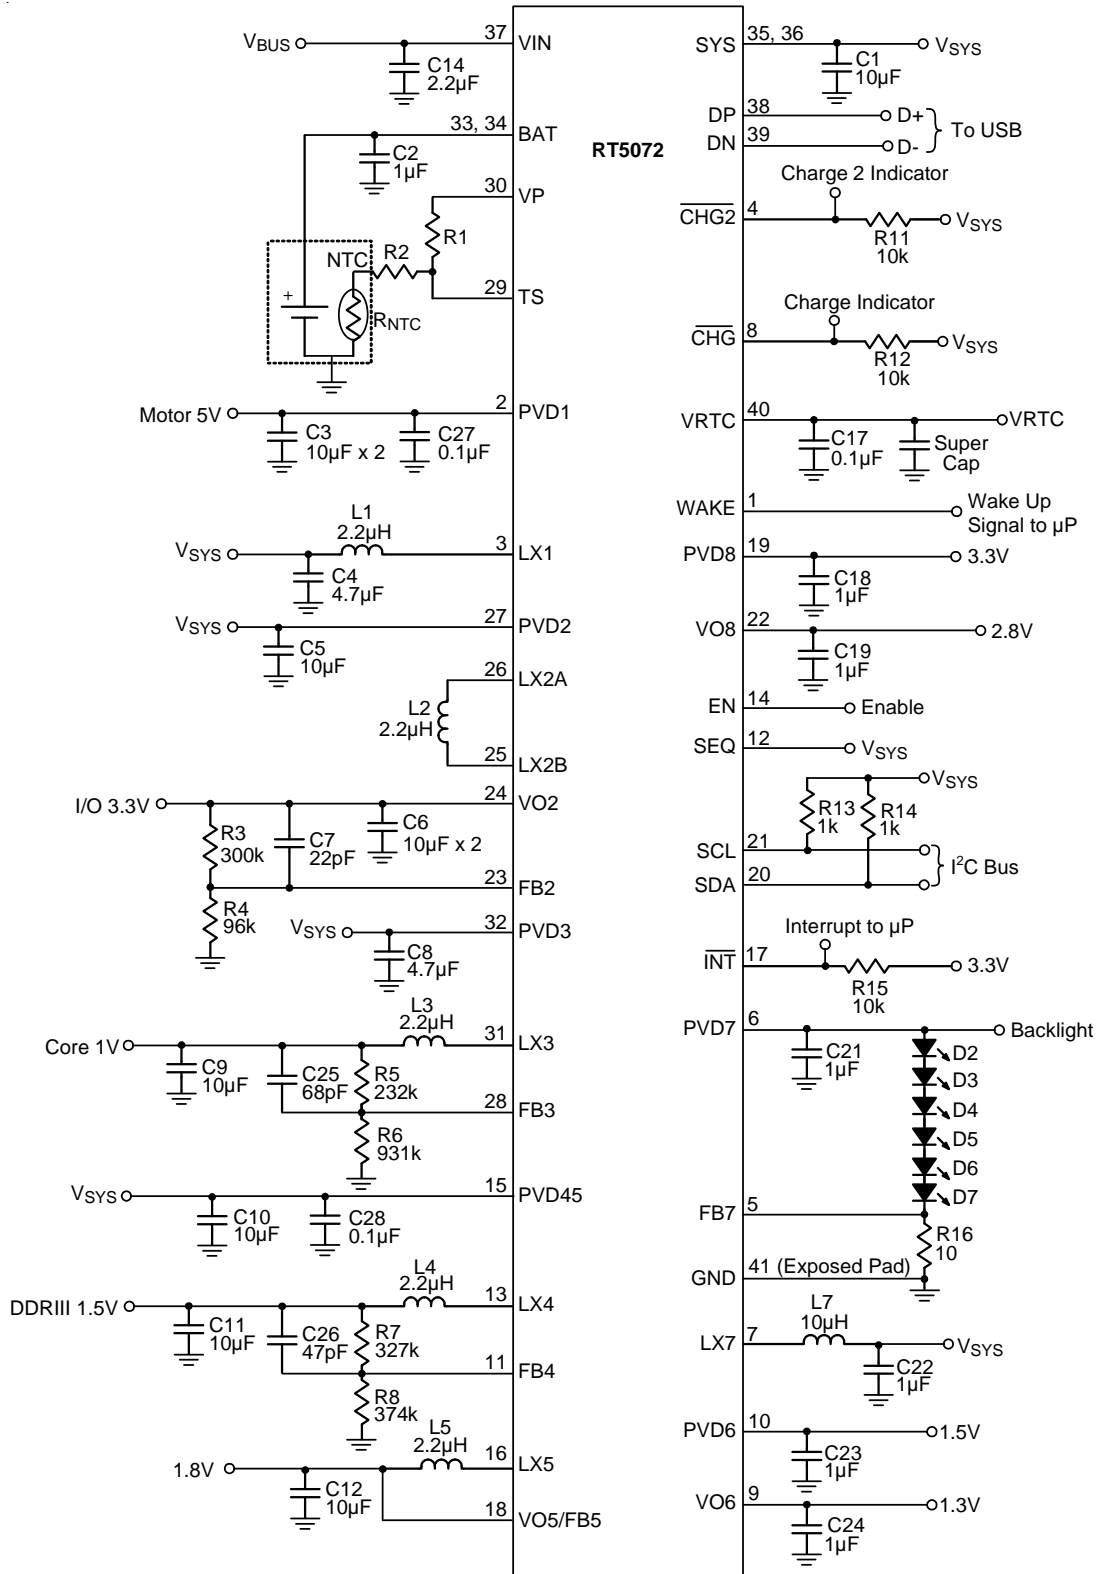 RT5072
V_BUS
37
VIN
C14
2.2µF
33, 34
BAT
C2
1µF
30
VP
R1
R2
NTC
+
R_NTC
29
TS
Motor 5V
2
PVD1
C3
10µF x 2
C27
0.1µF
L1
2.2µH
V_SYS
3
LX1
C4
4.7µF
V_SYS
27
PVD2
C5
10µF
26
LX2A
L2
2.2µH
25
LX2B
I/O 3.3V
24
VO2
R3
300k
C7
22pF
C6
10µF x 2
23
FB2
R4
96k
V_SYS
32
PVD3
C8
4.7µF
L3
2.2µH
Core 1V
31
LX3
C9
10µF
C25
68pF
R5
232k
28
FB3
R6
931k
V_SYS
15
PVD45
C10
10µF
C28
0.1µF
L4
2.2µH
DDRIII 1.5V
13
LX4
C11
10µF
C26
47pF
R7
327k
11
FB4
R8
374k
L5
2.2µH
1.8V
16
LX5
C12
10µF
18
VO5/FB5
SYS
35, 36
V_SYS
C1
10µF
DP
38
D+
DN
39
D-
To USB
Charge 2 Indicator
CHG2
4
R11
10k
V_SYS
Charge Indicator
CHG
8
R12
10k
V_SYS
VRTC
40
VRTC
C17
0.1µF
Super
Cap
WAKE
1
Wake Up
Signal to µP
PVD8
19
3.3V
C18
1µF
VO8
22
2.8V
C19
1µF
EN
14
Enable
SEQ
12
V_SYS
V_SYS
R13
1k
R14
1k
SCL
21
SDA
20
I²C Bus
Interrupt to µP
INT
17
R15
10k
3.3V
PVD7
6
Backlight
C21
1µF
D2
D3
D4
D5
D6
D7
FB7
5
R16
10
GND
41 (Exposed Pad)
L7
10µH
LX7
7
V_SYS
C22
1µF
PVD6
10
1.5V
C23
1µF
VO6
9
1.3V
C24
1µF